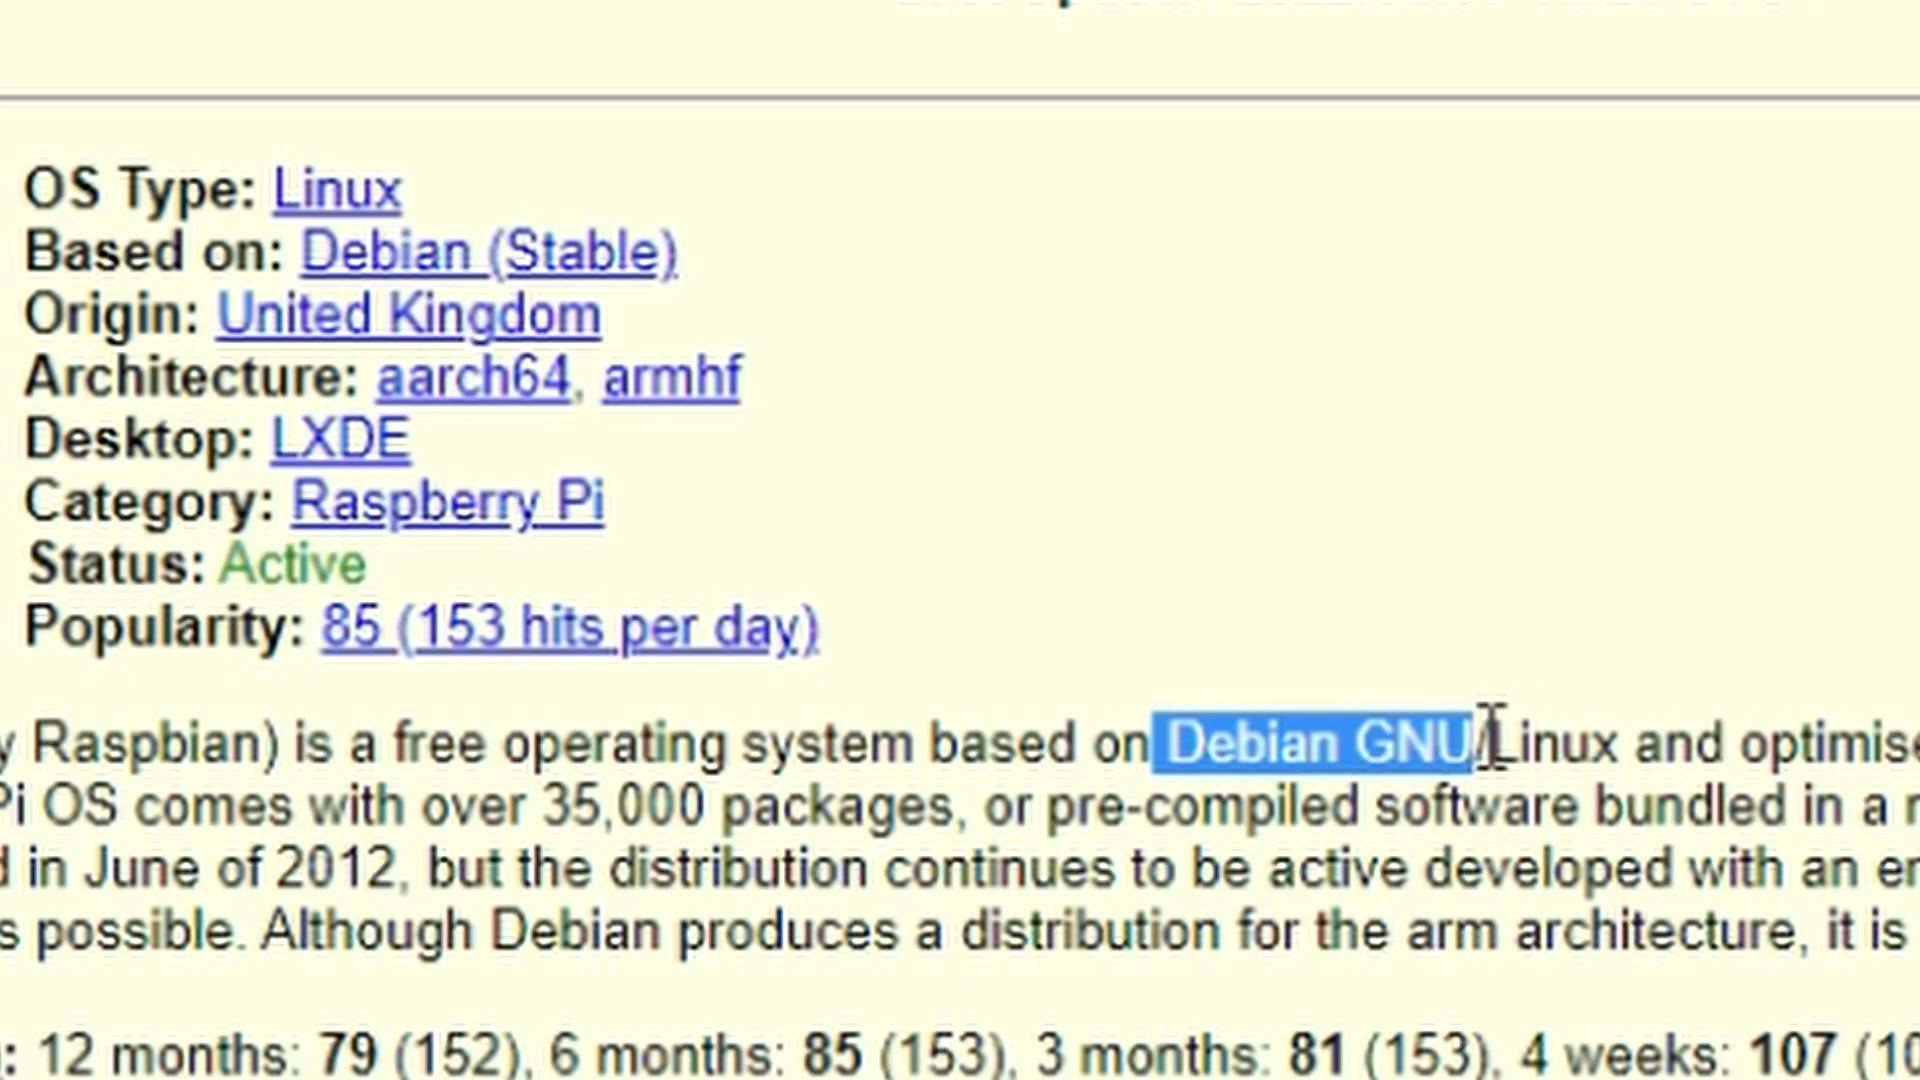 OS Type: Linux
Based on: Debian (Stable)
Origin: United Kingdom
Architecture: aarch64, armhf
Desktop: LXDE
Category: Raspberry Pi
Status: Active
Popularity: 85 (153 hits per day)
y Raspbian) is a free operating system based on Debian GNU/Linux and optimise
Pi OS comes with over 35,000 packages, or pre-compiled software bundled in a
in June of 2012, but the distribution continues to be active developed with an
s possible. Although Debian produces a distribution for the arm architecture, it is
: 12 months: 79 (152), 6 months: 85 (153), 3 months: 81 (153), 4 weeks: 107 (10